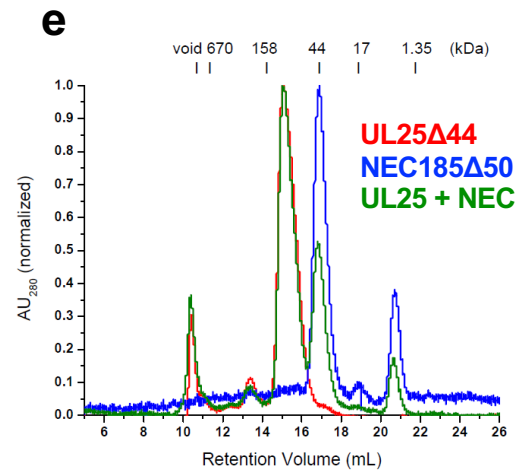 e
void 670 158 44 17 1.35 (kDa)
UL25Δ44
NEC185Δ50
UL25 + NEC
AU280 (normalized)
1.0
0.9
0.8
0.7
0.6
0.5
0.4
0.3
0.2
0.1
0.0
6 8 10 12 14 16 18 20 22 24 26
Retention Volume (mL)